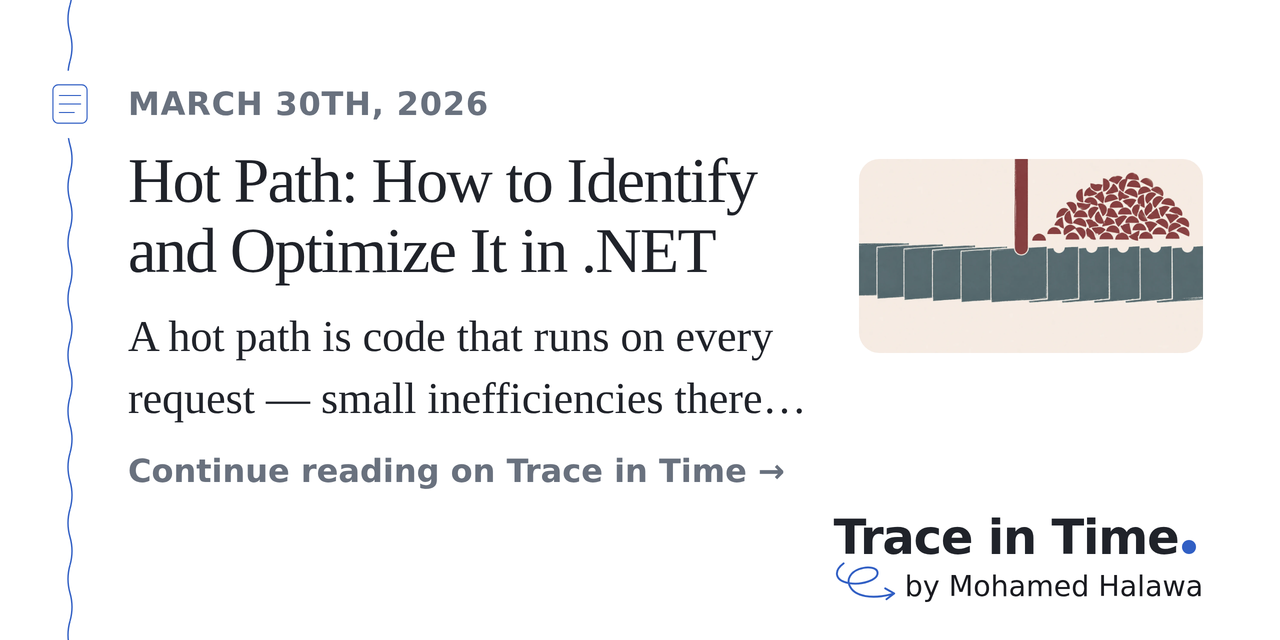 MARCH 30TH, 2026
Hot Path: How to Identify
and Optimize It in .NET
A hot path is code that runs on every
request — small inefficiencies there…
Continue reading on Trace in Time →
Trace in Time.
by Mohamed Halawa